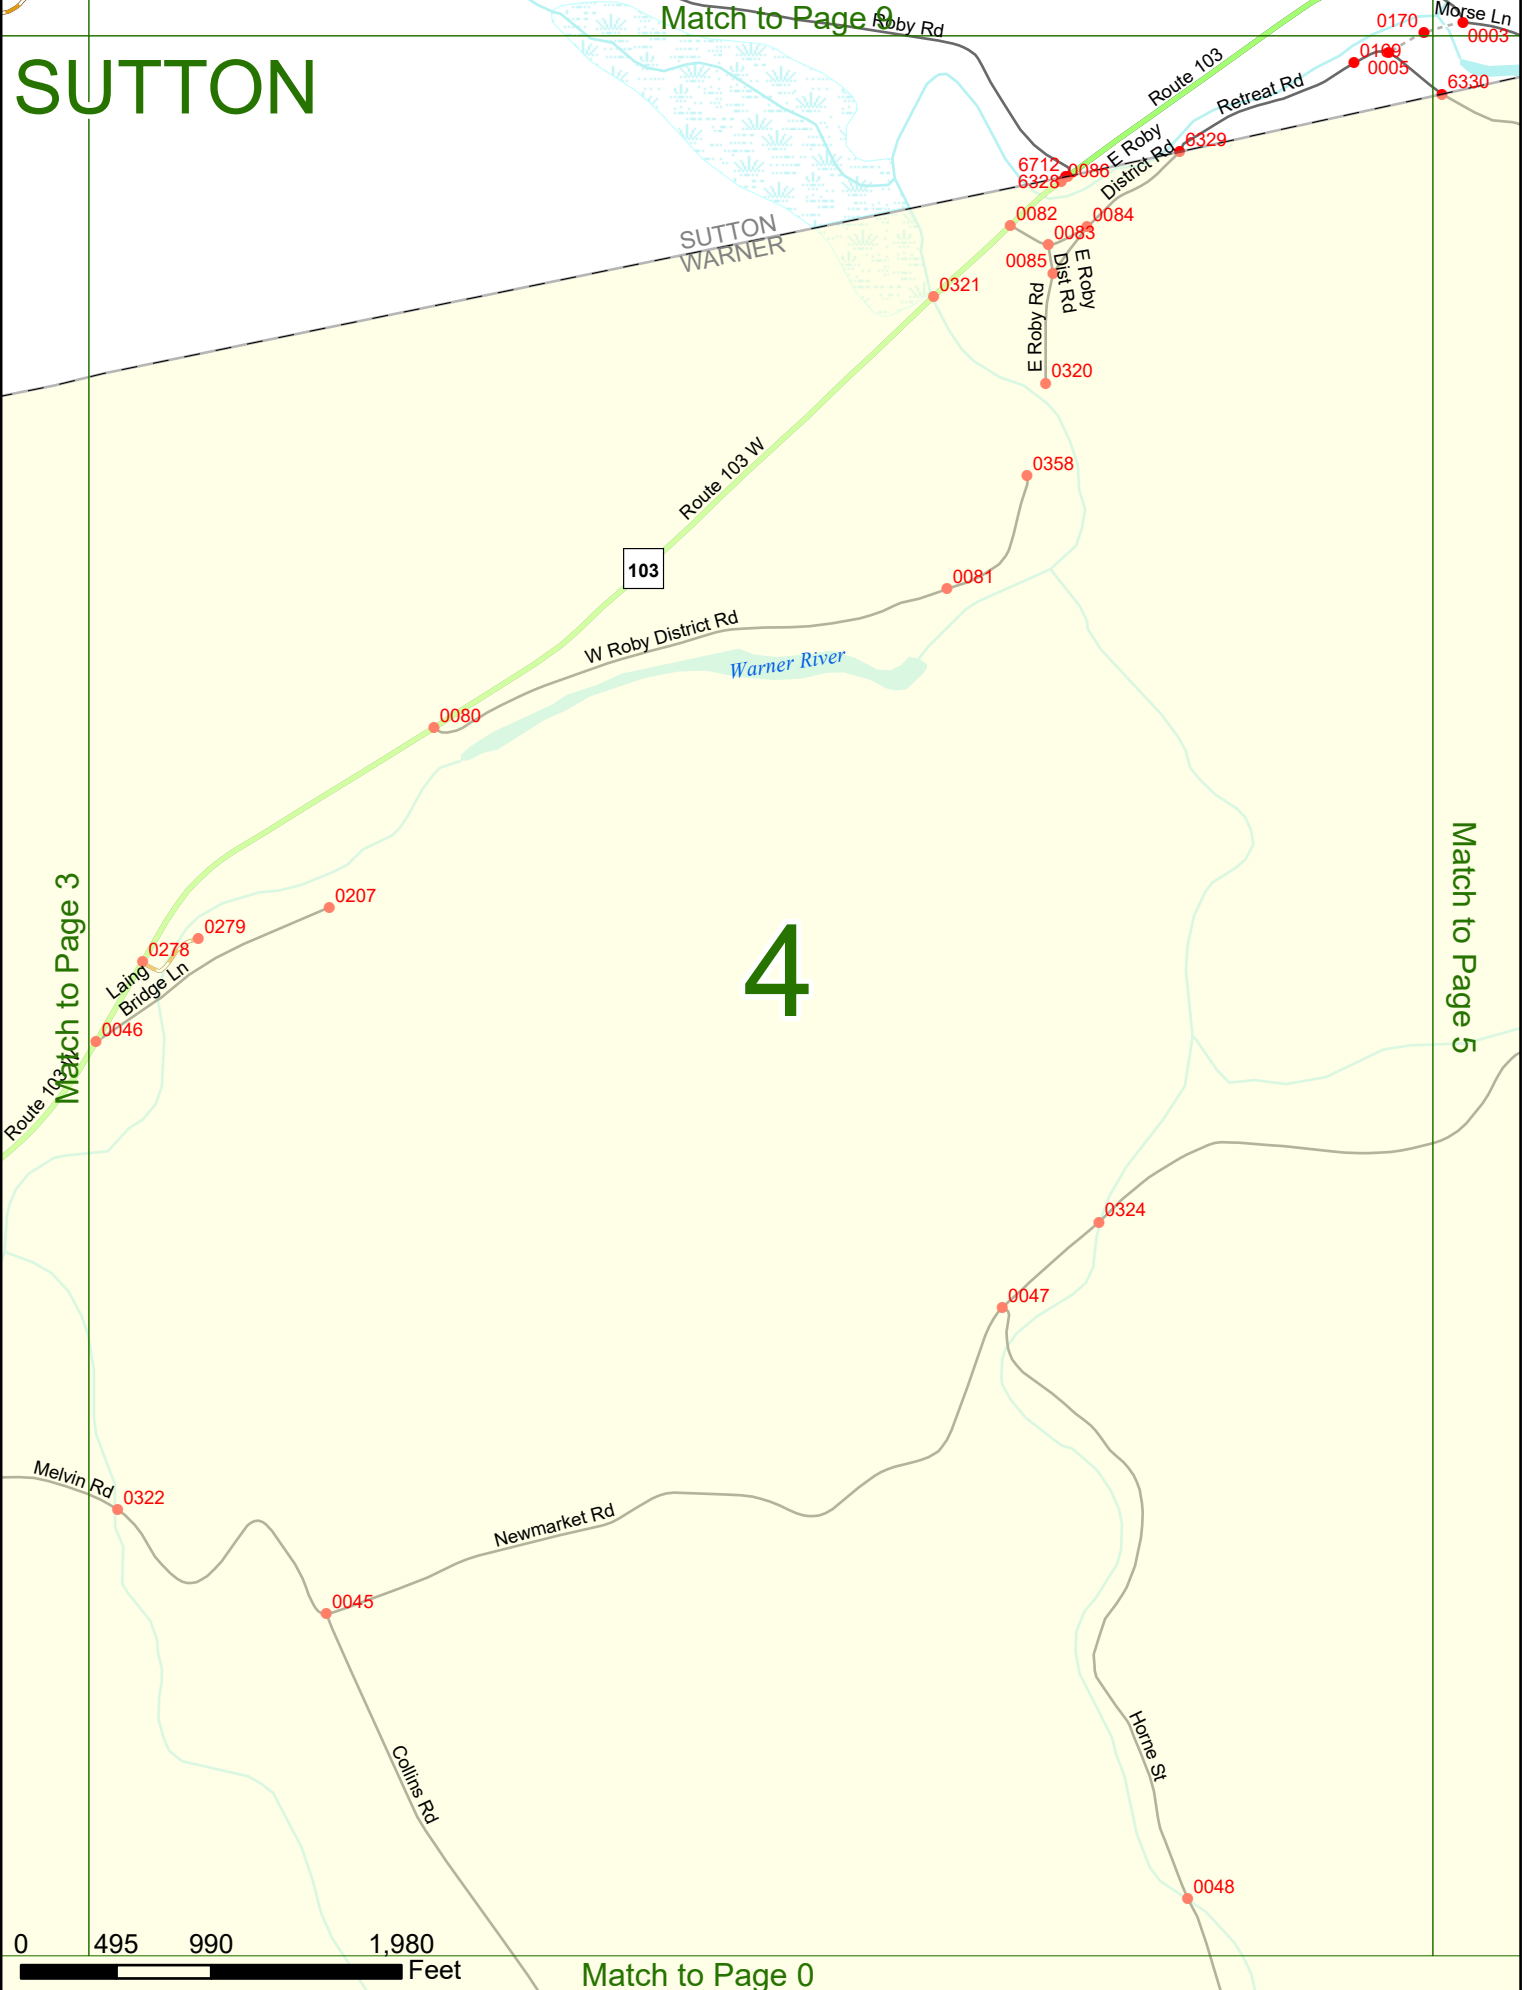 Match to Page 9
Roby Rd
Morse Ln
0170
0003
SUTTON
Route 103
0169
0005
Retreat Rd
6330
E Roby
District Rd
6329
6712
0086
6328
0082
0084
0083
SUTTON
WARNER
0085
E Roby
Dist Rd
0321
E Roby Rd
0320
Route 103 W
0358
103
0081
W Roby District Rd
Warner River
0080
Match to Page 3
Match to Page 5
0207
0279
0278
4
Laing
Bridge Ln
0046
Route 103 W
0324
0047
Melvin Rd
0322
Newmarket Rd
0045
Collins Rd
Horne St
0048
0 495 990 1,980
Feet
Match to Page 0